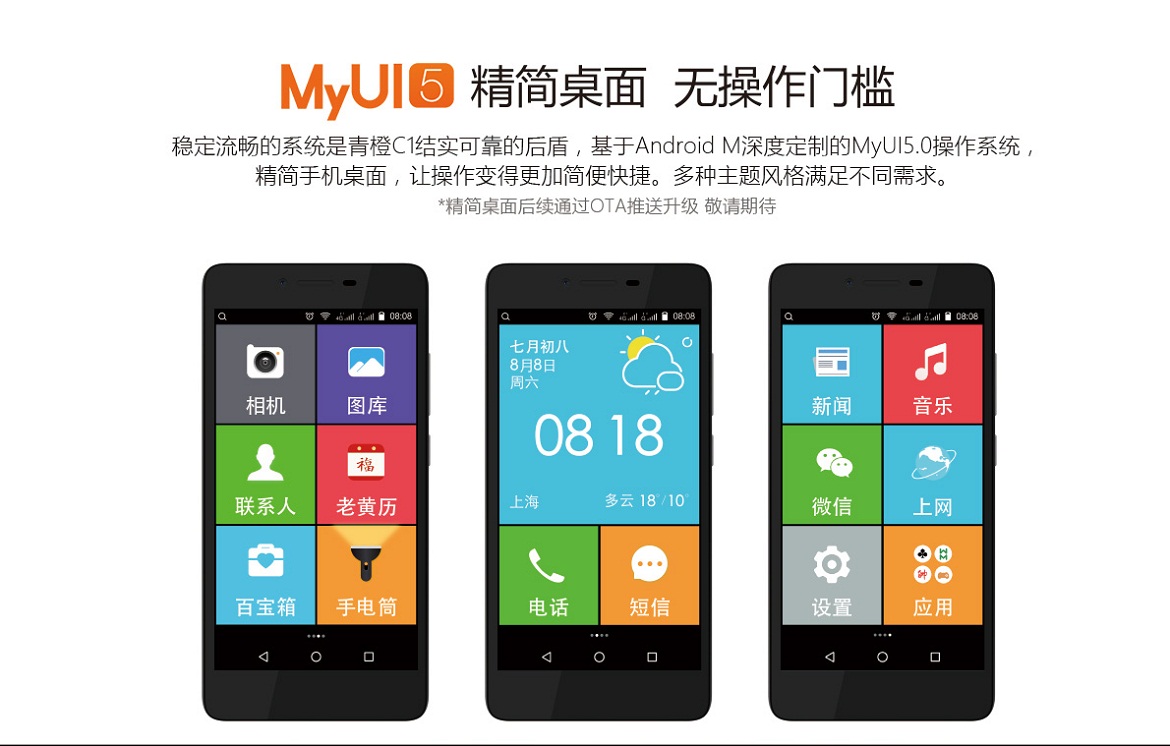 MyUI5 精简桌面 无操作门槛
稳定流畅的系统是青橙C1结实可靠的后盾，基于Android M深度定制的MyUI5.0操作系统，
精简手机桌面，让操作变得更加简便快捷。多种主题风格满足不同需求。
*精简桌面后续通过OTA推送升级 敬请期待
08:08
相机 图库
福
联系人 老黄历
百宝箱 手电筒
08:08
七月初八
8月8日
周六
08 18
上海 多云 18°/10°
电话 短信
08:08
新闻 音乐
微信 上网
设置 应用